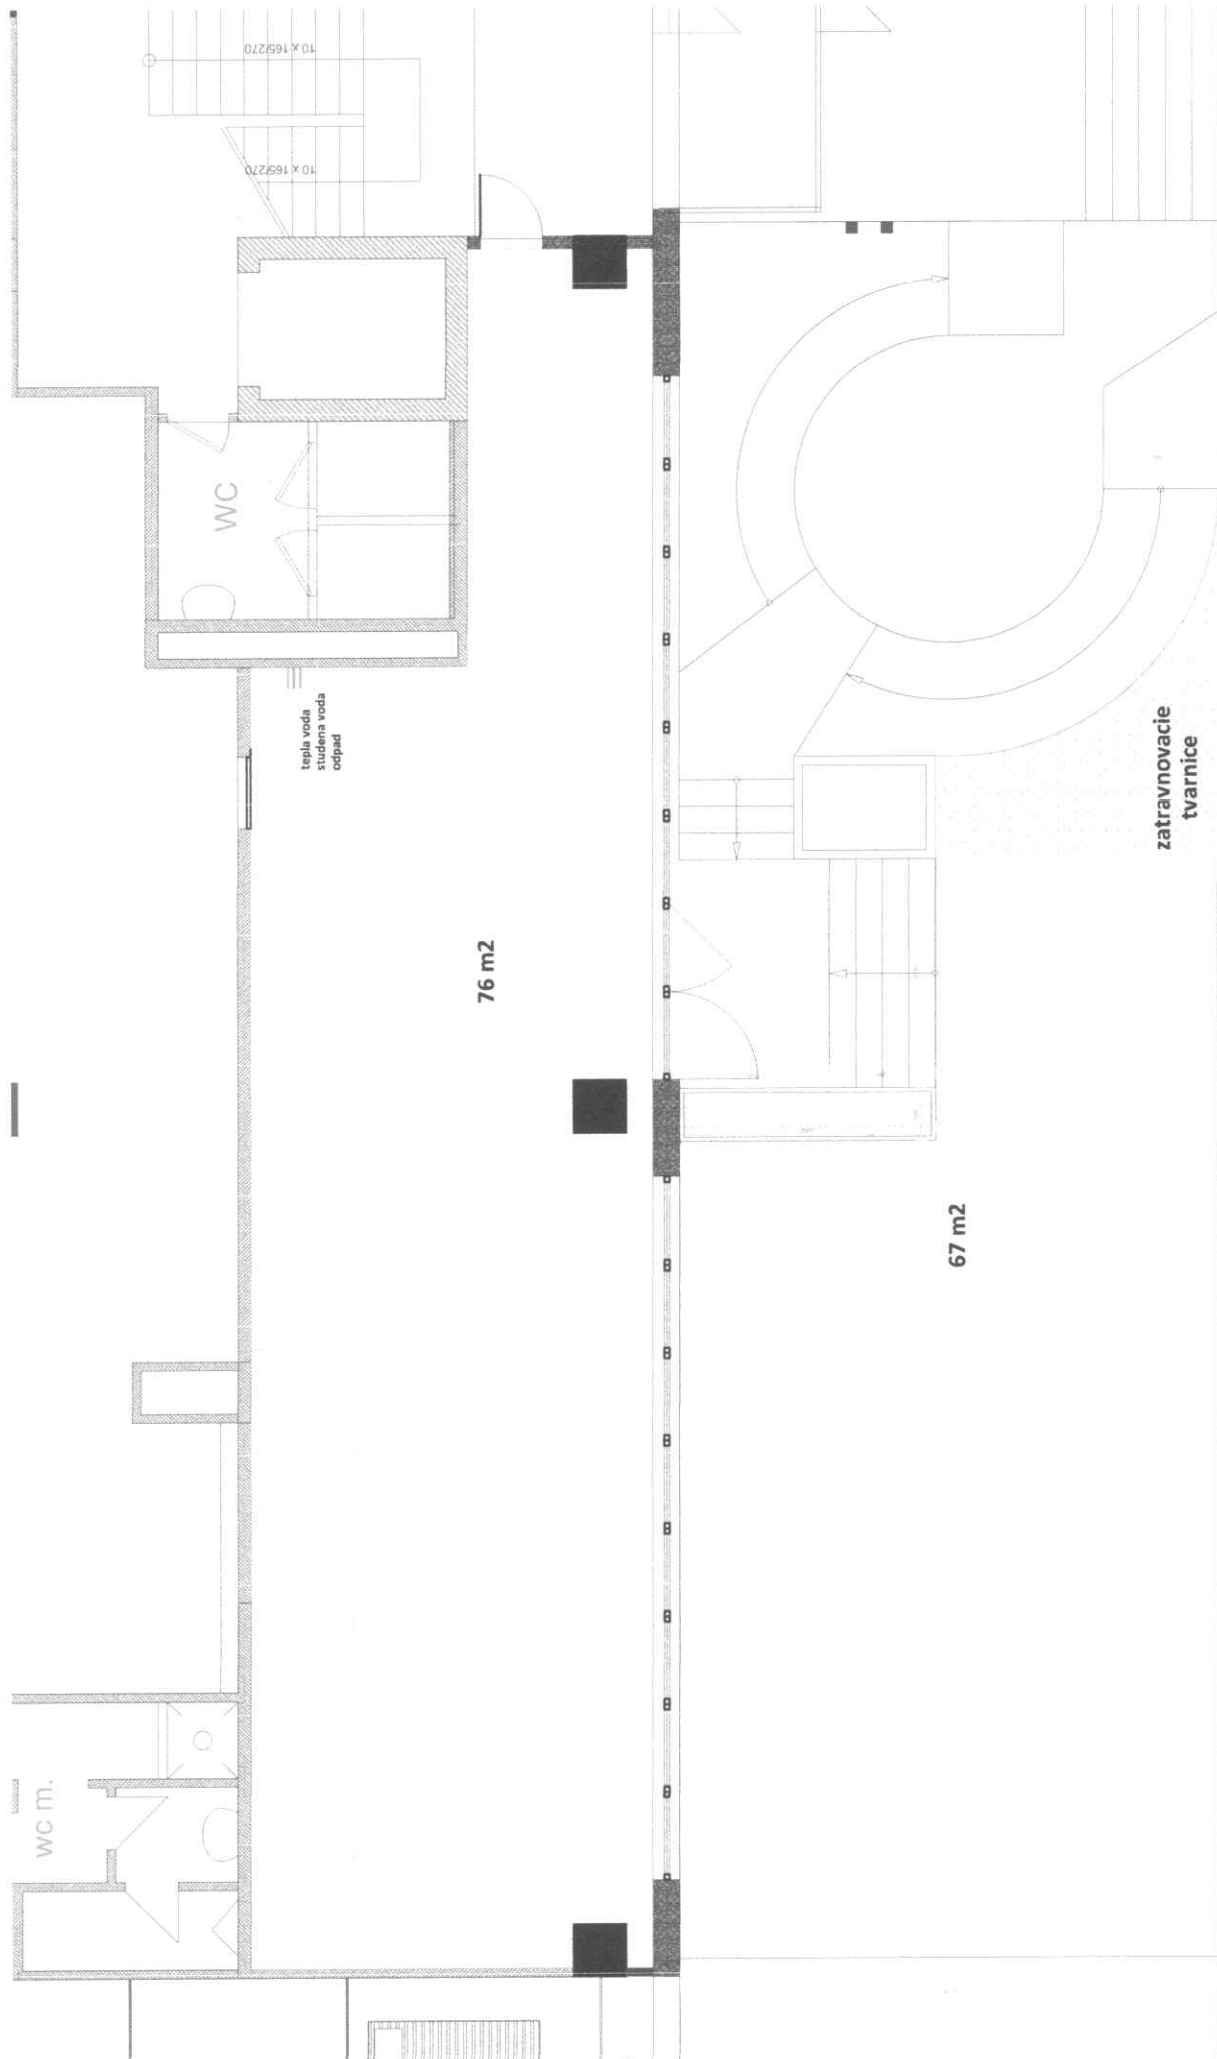 10 x 165/270
10 x 165/270
WC
tepla voda
studena voda
odpad
76 m2
zatravnovacie
tvarnice
67 m2
wc m.